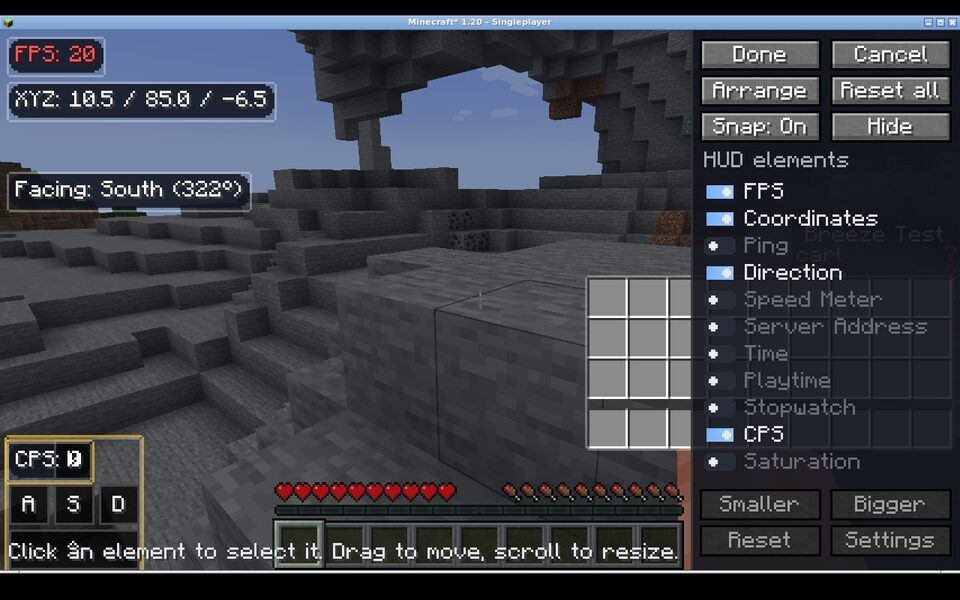 Minecraft* 1.20 - Singleplayer
FPS: 20
XYZ: 10.5 / 85.0 / -6.5
Facing: South (322°)
CPS: 0
A S D
Click an element to select it. Drag to move, scroll to resize.
Done Cancel
Arrange Reset all
Snap: On Hide
HUD elements
FPS
Coordinates
Ping
Breeze Test
Direction
Speed Meter
Server Address
Time
Playtime
Stopwatch
CPS
Saturation
Smaller Bigger
Reset Settings